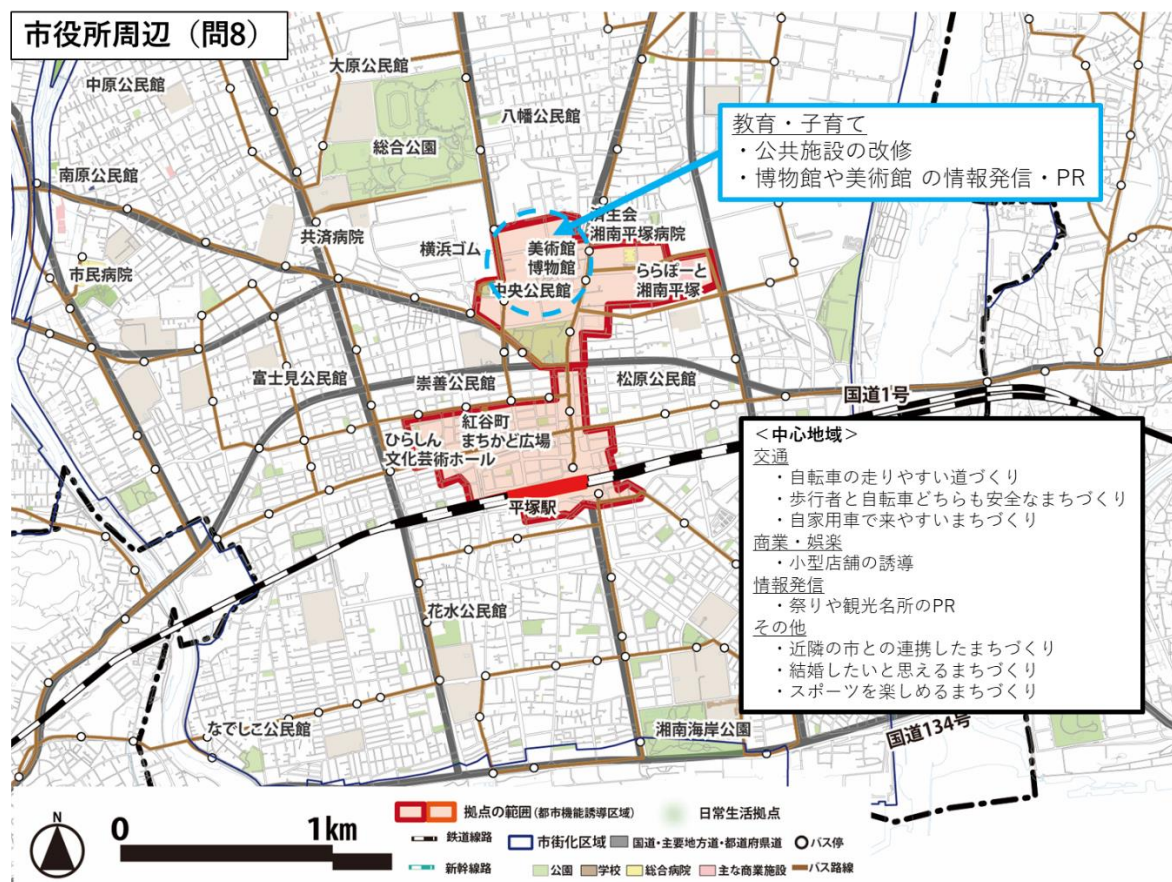 市役所周辺（問8）
大原公民館
中原公民館
八幡公民館
教育・子育て
・公共施設の改修
・博物館や美術館 の情報発信・PR
総合公園
南原公民館
済生会
湘南平塚病院
共済病院
横浜ゴム
美術館
博物館
市民病院
ららぽーと
湘南平塚
中央公民館
富士見公民館
崇善公民館
松原公民館
国道1号
紅谷町
まちかど広場
ひらしん
文化芸術ホール
平塚駅
＜中心地域＞
交通
・自転車の走りやすい道づくり
・歩行者と自転車どちらも安全なまちづくり
・自家用車で来やすいまちづくり
商業・娯楽
・小型店舗の誘導
情報発信
・祭りや観光名所のPR
その他
・近隣の市との連携したまちづくり
・結婚したいと思えるまちづくり
・スポーツを楽しめるまちづくり
花水公民館
なでしこ公民館
湘南海岸公園
国道134号
N
0 1km
拠点の範囲(都市機能誘導区域)
日常生活拠点
鉄道線路
市街化区域
国道・主要地方道・都道府県道
バス停
新幹線路
公園
学校
総合病院
主な商業施設
バス路線